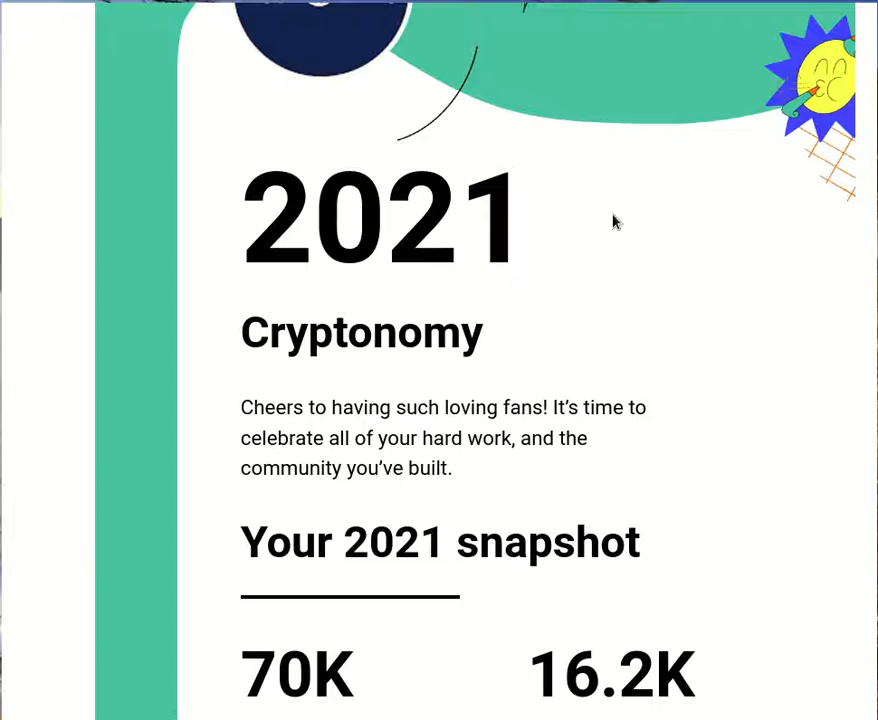 2021
Cryptonomy
Cheers to having such loving fans! It’s time to
celebrate all of your hard work, and the
community you’ve built.
Your 2021 snapshot
70K 16.2K